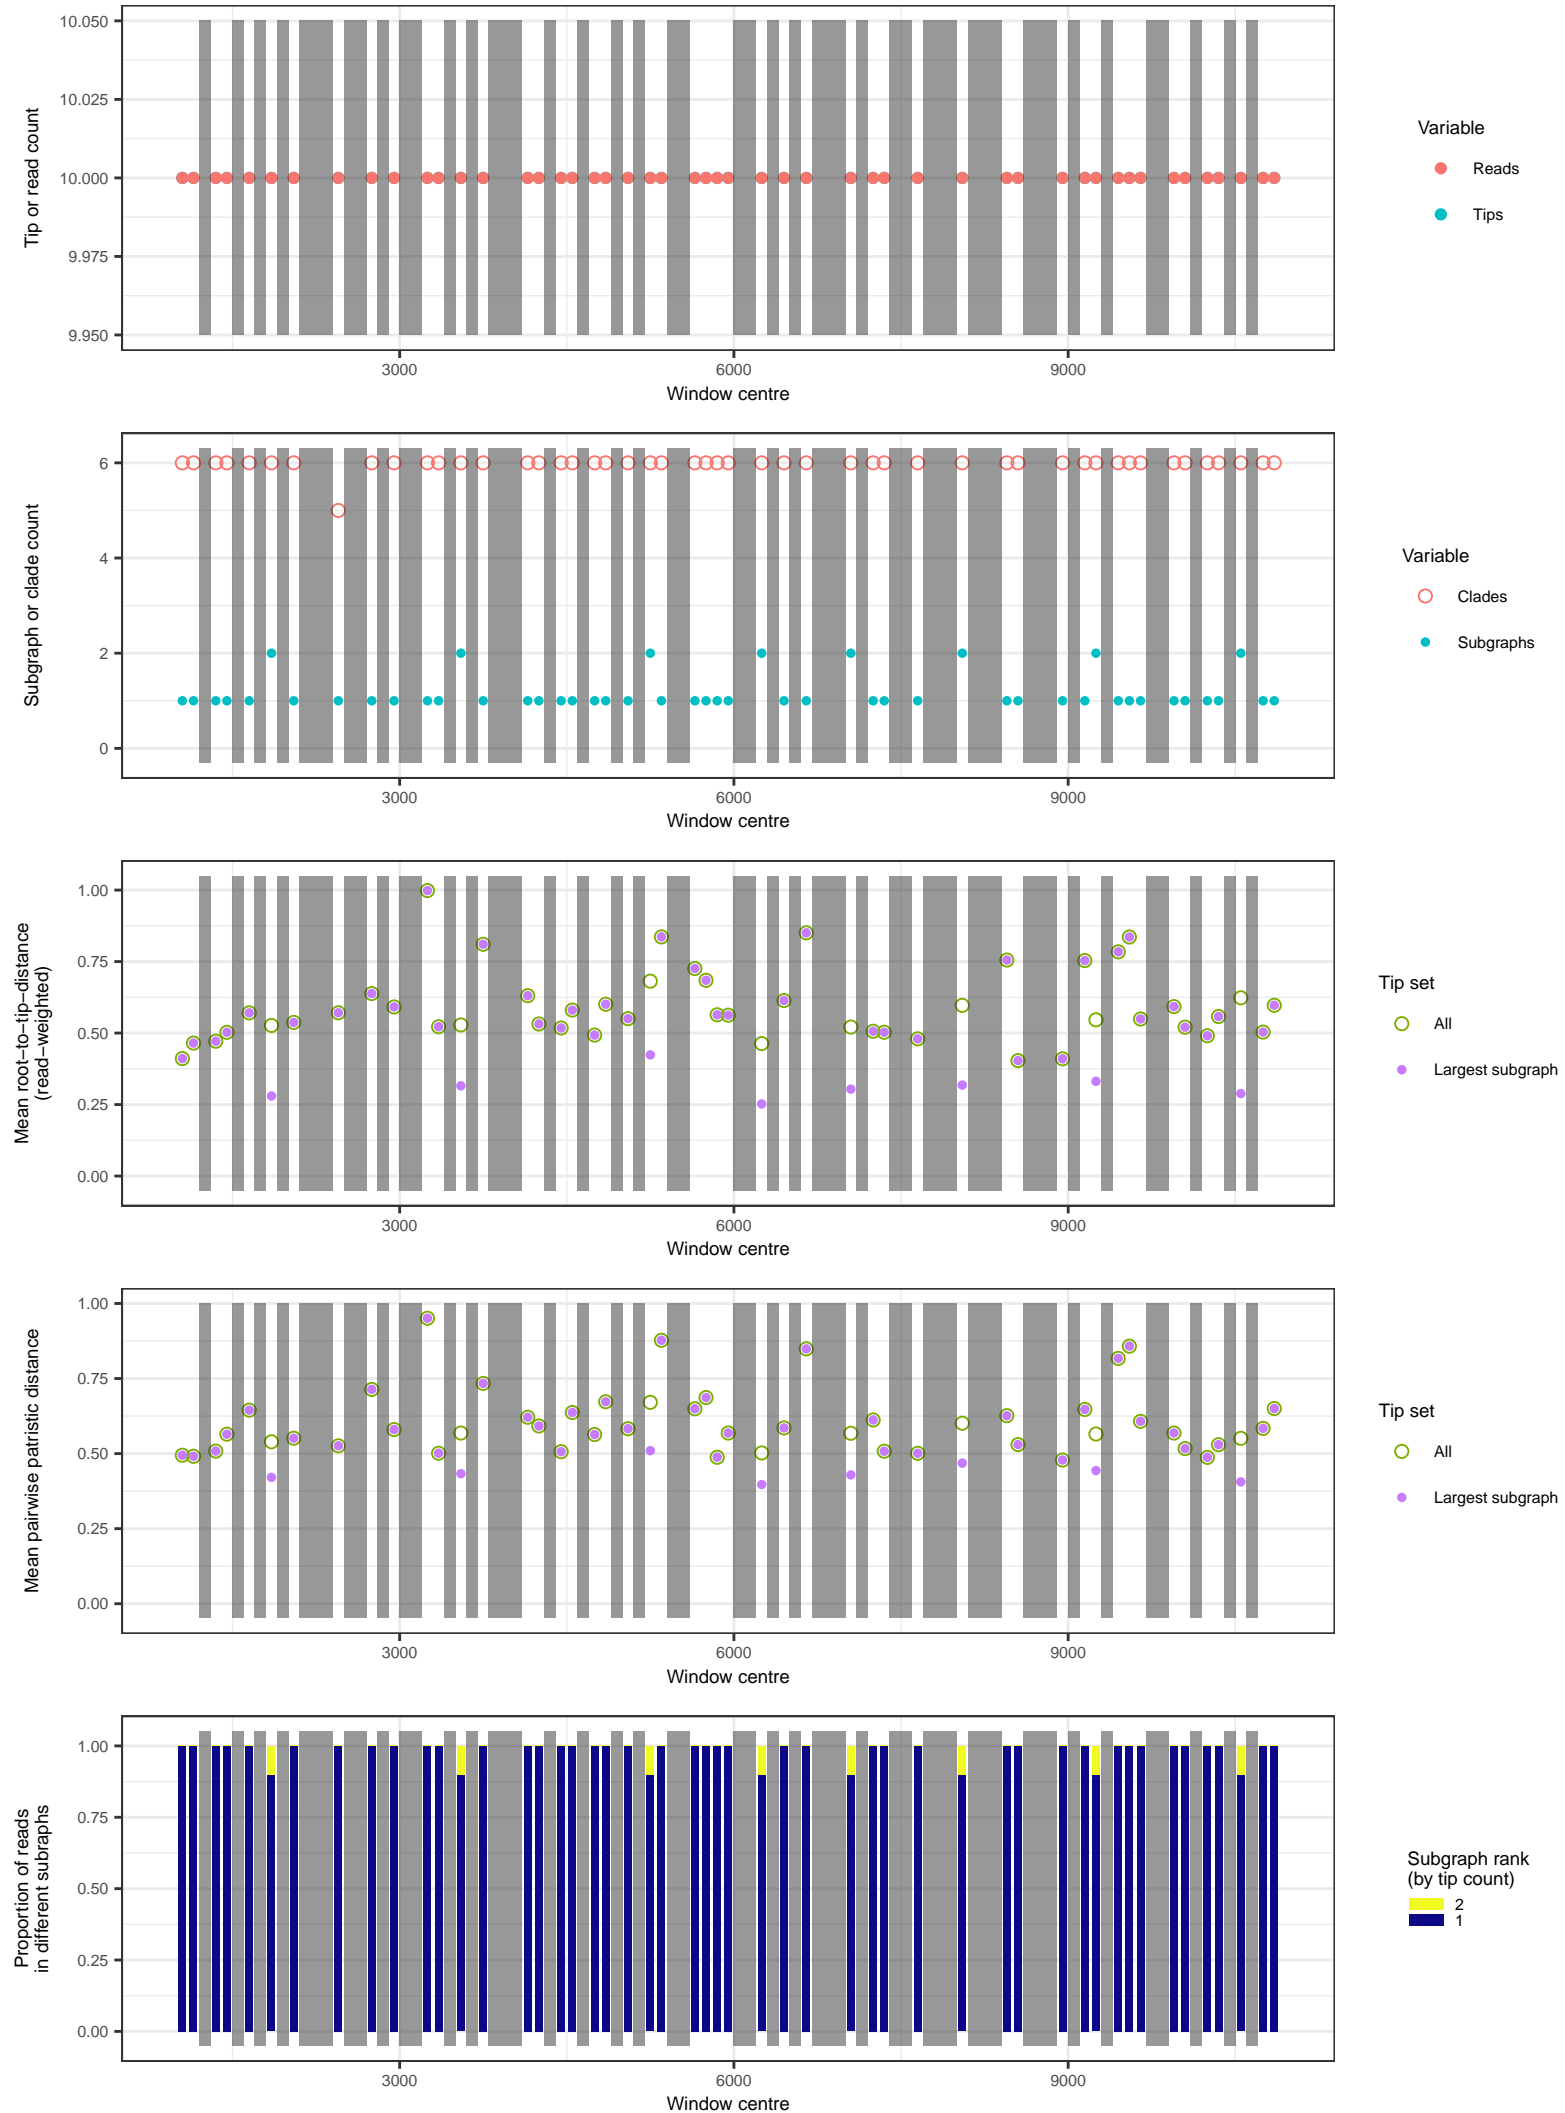 10.050
10.025
10.000
9.975
9.950
Tip or read count
3000 6000 9000
Window centre
Variable
Reads
Tips
6
4
2
0
Subgraph or clade count
3000 6000 9000
Window centre
Variable
Clades
Subgraphs
1.00
0.75
0.50
0.25
0.00
Mean root−to−tip−distance
(read−weighted)
3000 6000 9000
Window centre
Tip set
All
Largest subgraph
1.00
0.75
0.50
0.25
0.00
Mean pairwise patristic distance
3000 6000 9000
Window centre
Tip set
All
Largest subgraph
1.00
0.75
0.50
0.25
0.00
Proportion of reads
in different subraphs
3000 6000 9000
Window centre
Subgraph rank
(by tip count)
2
1